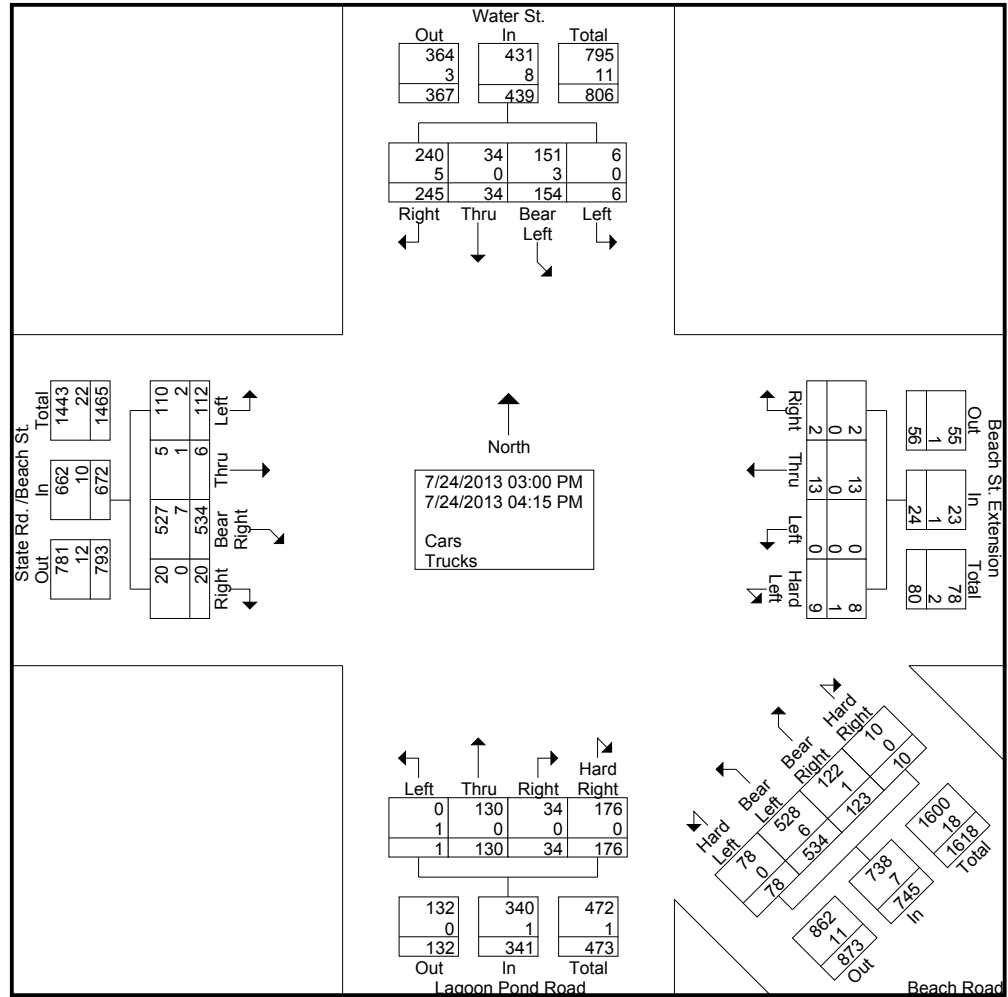 Water St.
Out In Total
364 431 795
3 8 11
367 439 806
240 34 151 6
5 0 3 0
245 34 154 6
Right Thru Bear Left Left
State Rd. /Beach St.
Total In Out
1443 22 1465
662 10 672
781 12 793
110 2 112 Left
5 1 6 Thru
527 7 534 Bear Right
20 0 20 Right
North
7/24/2013 03:00 PM
7/24/2013 04:15 PM
Cars
Trucks
Beach St. Extension
Out In Total
55 1 56
23 1 24
78 2 80
Right 2 0 2
Thru 13 0 13
Left 0 0 0
Hard Left 8 1 9
Left Thru Right Hard Right
0 130 34 176
1 0 0 0
1 130 34 176
132 340 472
0 1 1
132 341 473
Out In Total
Lagoon Pond Road
Hard Left 78 0 78
Bear Left 528 6 534
Bear Right 122 1 123
Hard Right 10 0 10
862 11 873 Out
738 7 745 In
1600 18 1618 Total
Beach Road